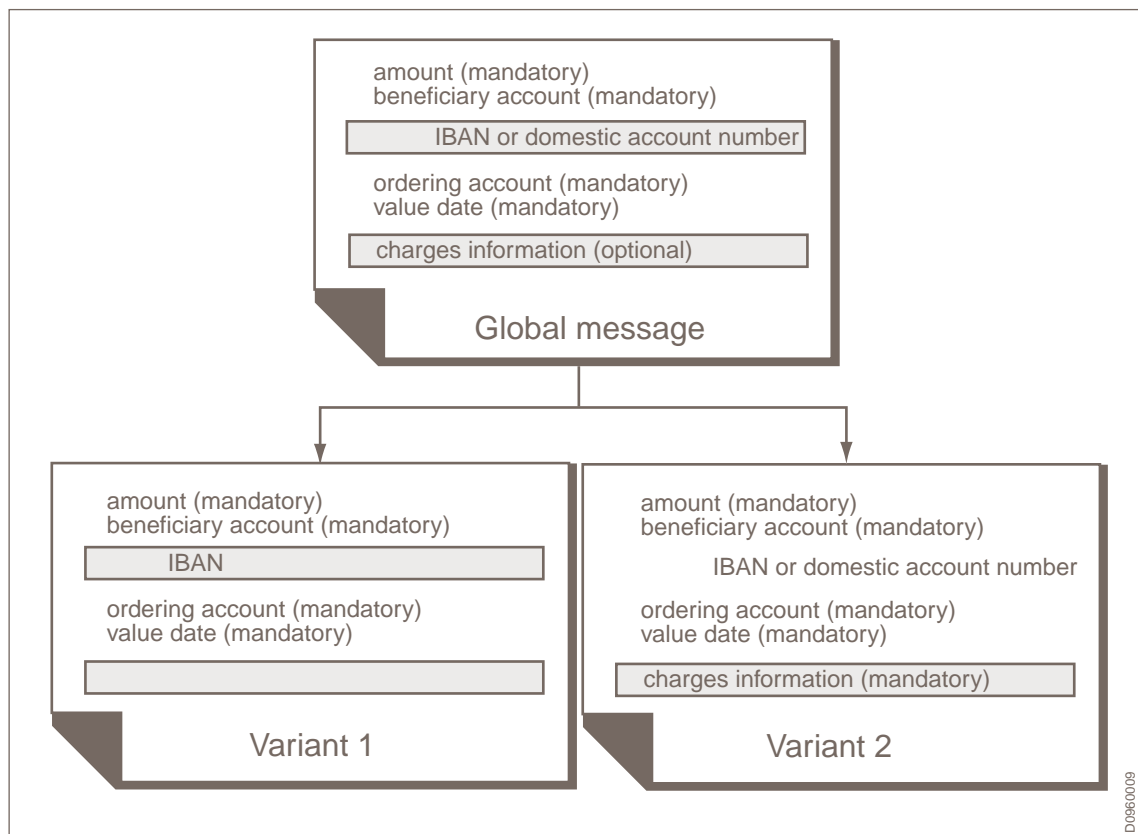 amount (mandatory)
beneficiary account (mandatory)
IBAN or domestic account number
ordering account (mandatory)
value date (mandatory)
charges information (optional)
Global message
amount (mandatory)
beneficiary account (mandatory)
IBAN
ordering account (mandatory)
value date (mandatory)
Variant 1
amount (mandatory)
beneficiary account (mandatory)
IBAN or domestic account number
ordering account (mandatory)
value date (mandatory)
charges information (mandatory)
Variant 2
D0960009